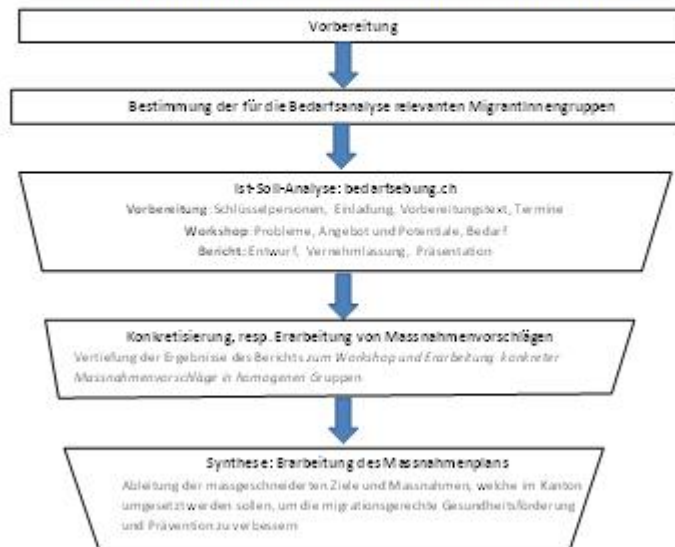 Vorbereitung
Bestimmung der für die Bedarfsanalyse relevanten MigrantInnengruppen
Ist-Soll-Analyse: bedarfsebung.ch
Vorbereitung: Schlüsselpersonen, Einladung, Vorbereitungstext, Termine
Workshop: Probleme, Angebot und Potentiale, Bedarf
Bericht: Entwurf, Vernehmlassung, Präsentation
Konkretisierung, resp. Erarbeitung von Massnahmenvorschlägen
Vertiefung der Ergebnisse des Berichts zum Workshop und Erarbeitung konkreter
Massnahmenvorschläge in homogenen Gruppen
Synthese: Erarbeitung des Massnahmenplans
Ableitung der massgeschneiderten Ziele und Massnahmen, welche im Kanton
umgesetzt werden sollen, um die migrationsgerechte Gesundheitsförderung
und Prävention zu verbessern